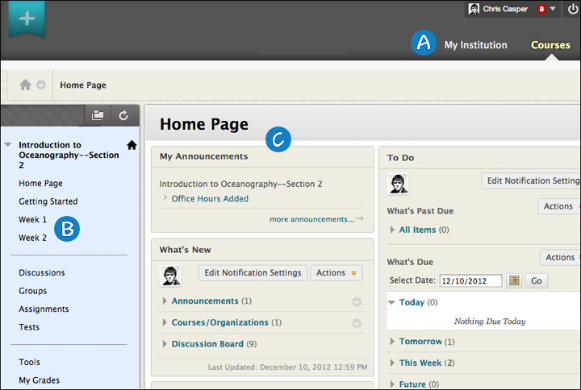 Chris Casper 8
A My Institution Courses
Home Page
Introduction to
Oceanography--Section
2
Home Page
Getting Started
Week 1
B
Week 2
Discussions
Groups
Assignments
Tests
Tools
My Grades
Home Page
C
My Announcements
Introduction to Oceanography--Section 2
Office Hours Added
more announcements...
What's New
Edit Notification Settings Actions
Announcements (1)
Courses/Organizations (1)
Discussion Board (9)
Last Updated: December 10, 2012 12:59 PM
To Do
Edit Notification Settin
What's Past Due Actions
All Items (0)
Actions
What's Due
Select Date: 12/10/2012 Go
Today (0)
Nothing Due Today
Tomorrow (1)
This Week (2)
Future (0)